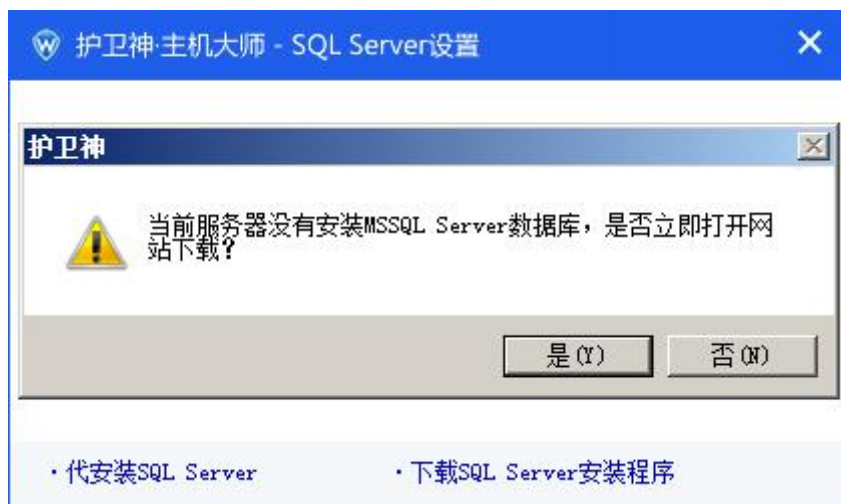 护卫神·主机大师 - SQL Server设置
护卫神
当前服务器没有安装MSSQL Server数据库，是否立即打开网
站下载？
是(Y) 否(N)
·代安装SQL Server ·下载SQL Server安装程序